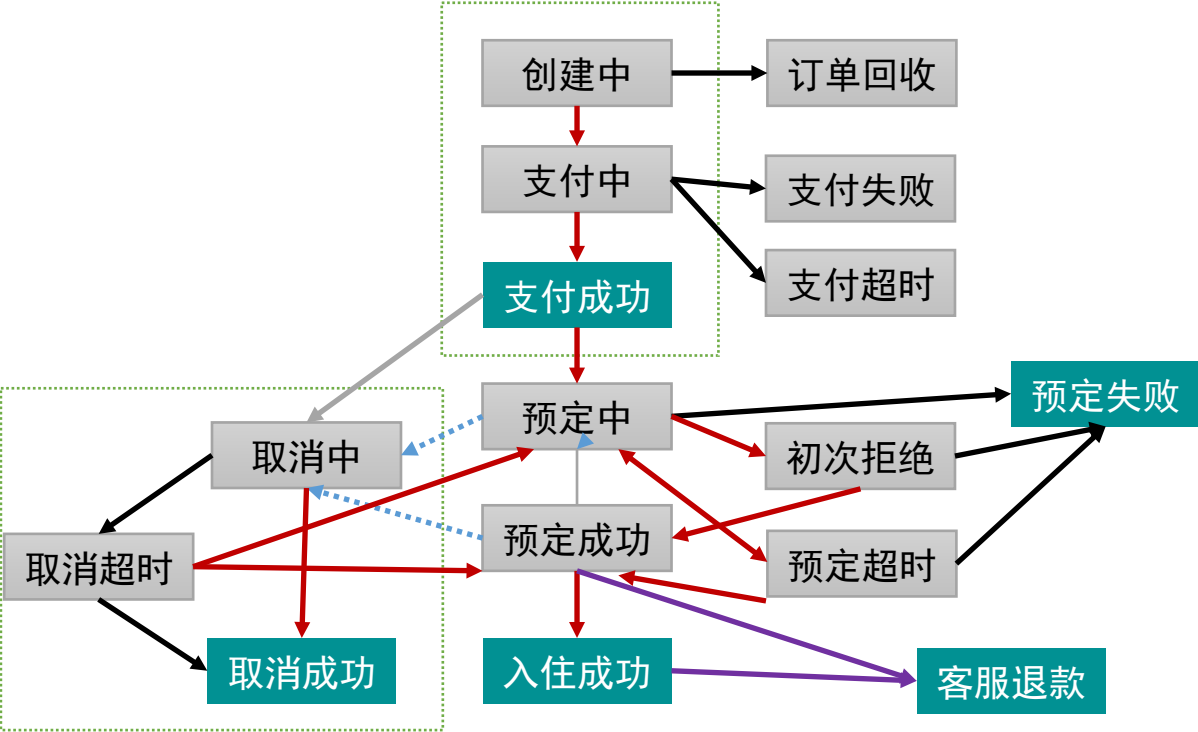 创建中
订单回收
支付中
支付失败
支付成功
支付超时
预定中
预定失败
取消中
初次拒绝
预定成功
取消超时
预定超时
取消成功
入住成功
客服退款